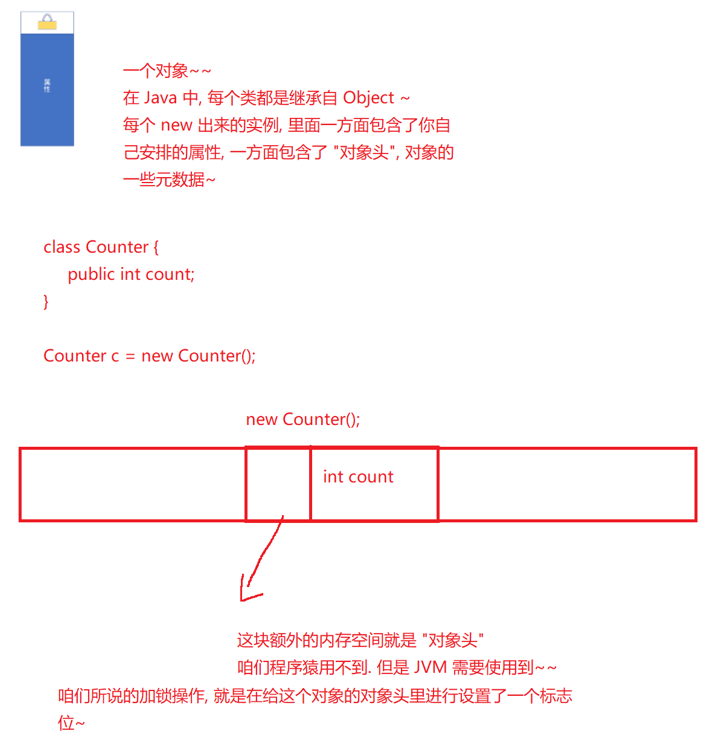 属性
一个对象~~
在 Java 中, 每个类都是继承自 Object ~
每个 new 出来的实例, 里面一方面包含了你自
己安排的属性, 一方面包含了 "对象头", 对象的
一些元数据~
class Counter {
public int count;
}
Counter c = new Counter();
new Counter();
int count
这块额外的内存空间就是 "对象头"
咱们程序猿用不到. 但是 JVM 需要使用到~~
咱们所说的加锁操作, 就是在给这个对象的对象头里进行设置了一个标志
位~